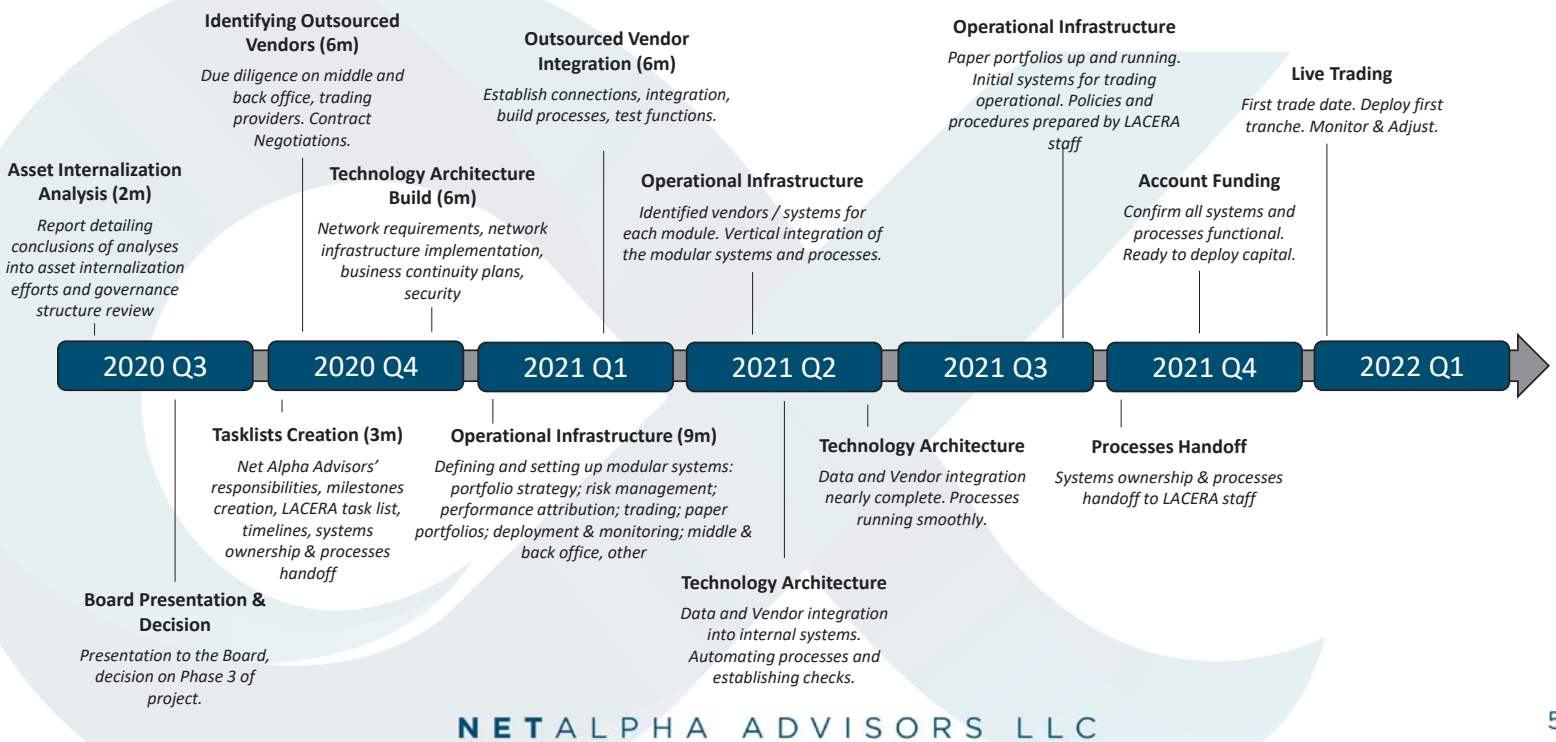 Identifying Outsourced
Vendors (6m)
Due diligence on middle and
back office, trading
providers. Contract
Negotiations.
Outsourced Vendor
Integration (6m)
Establish connections, integration,
build processes, test functions.
Operational Infrastructure
Paper portfolios up and running.
Initial systems for trading
operational. Policies and
procedures prepared by LACERA
staff
Live Trading
First trade date. Deploy first
tranche. Monitor & Adjust.
Asset Internalization
Analysis (2m)
Report detailing
conclusions of analyses
into asset internalization
efforts and governance
structure review
Technology Architecture
Build (6m)
Network requirements, network
infrastructure implementation,
business continuity plans,
security
Operational Infrastructure
Identified vendors / systems for
each module. Vertical integration of
the modular systems and processes.
Account Funding
Confirm all systems and
processes functional.
Ready to deploy capital.
2020 Q3
2020 Q4
2021 Q1
2021 Q2
2021 Q3
2021 Q4
2022 Q1
Tasklists Creation (3m)
Net Alpha Advisors'
responsibilities, milestones
creation, LACERA task list,
timelines, systems
ownership & processes
handoff
Operational Infrastructure (9m)
Defining and setting up modular systems:
portfolio strategy; risk management;
performance attribution; trading; paper
portfolios; deployment & monitoring; middle &
back office, other
Technology Architecture
Data and Vendor integration
nearly complete. Processes
running smoothly.
Processes Handoff
Systems ownership & processes
handoff to LACERA staff
Board Presentation &
Decision
Presentation to the Board,
decision on Phase 3 of
project.
Technology Architecture
Data and Vendor integration
into internal systems.
Automating processes and
establishing checks.
NETALPHA ADVISORS LLC
5